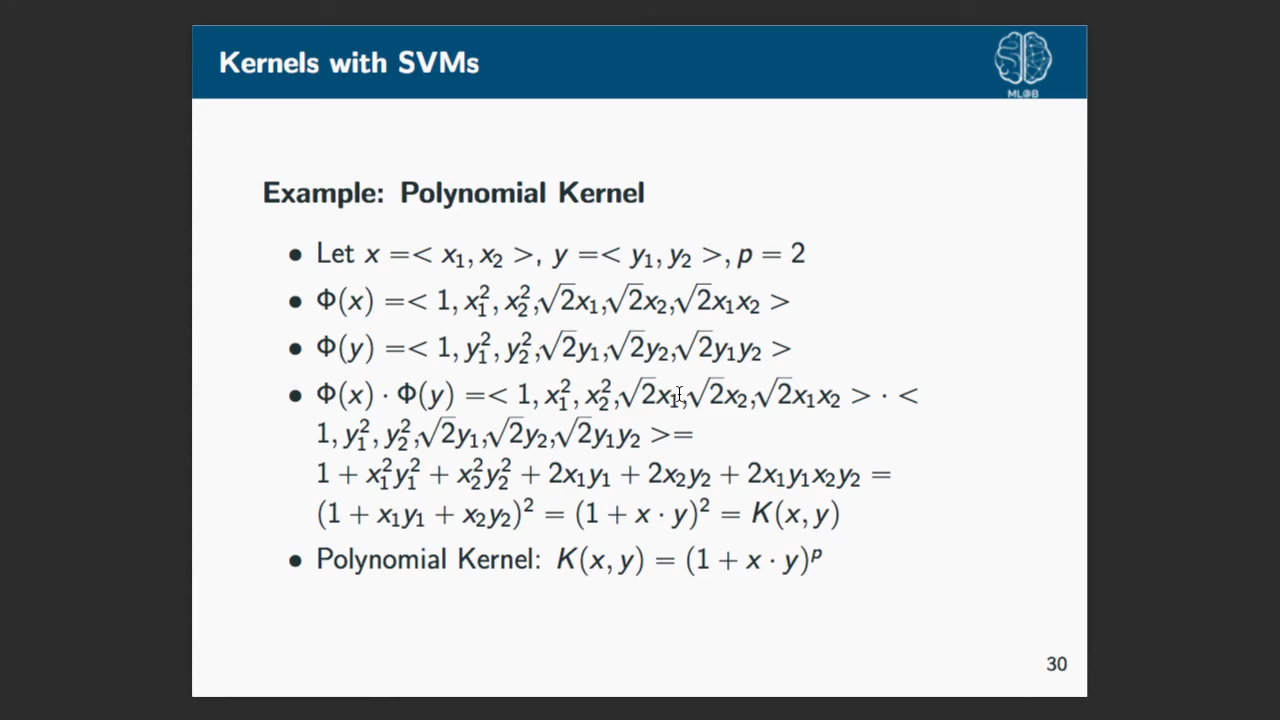 Kernels with SVMs
ML@B
Example: Polynomial Kernel
• Let x =< x₁, x₂ >, y =< y₁, y₂ >, p = 2
• Φ(x) =< 1, x₁², x₂², √2x₁, √2x₂, √2x₁x₂ >
• Φ(y) =< 1, y₁², y₂², √2y₁, √2y₂, √2y₁y₂ >
• Φ(x) · Φ(y) =< 1, x₁², x₂², √2x₁, √2x₂, √2x₁x₂ > · <
1, y₁², y₂², √2y₁, √2y₂, √2y₁y₂ >=
1 + x₁²y₁² + x₂²y₂² + 2x₁y₁ + 2x₂y₂ + 2x₁y₁x₂y₂ =
(1 + x₁y₁ + x₂y₂)² = (1 + x · y)² = K(x, y)
• Polynomial Kernel: K(x, y) = (1 + x · y)ᵖ
30